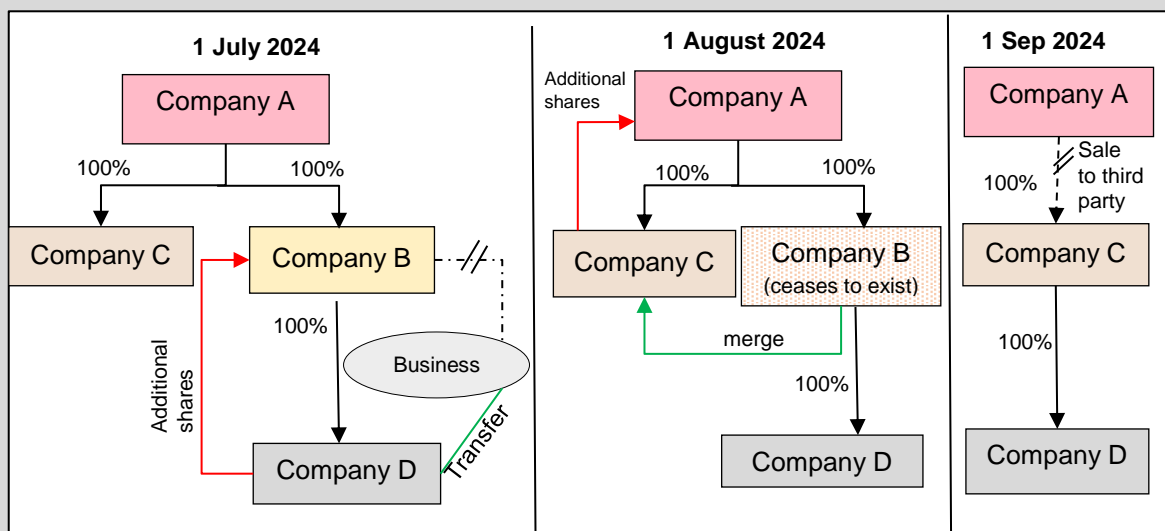 1 July 2024
Company A
100%
100%
Company C
Company B
100%
Business
Additional
shares
Transfer
Company D
1 August 2024
Additional
shares
Company A
100%
100%
Company C
Company B
(ceases to exist)
merge
100%
Company D
1 Sep 2024
Company A
Sale
to third
party
100%
Company C
100%
Company D